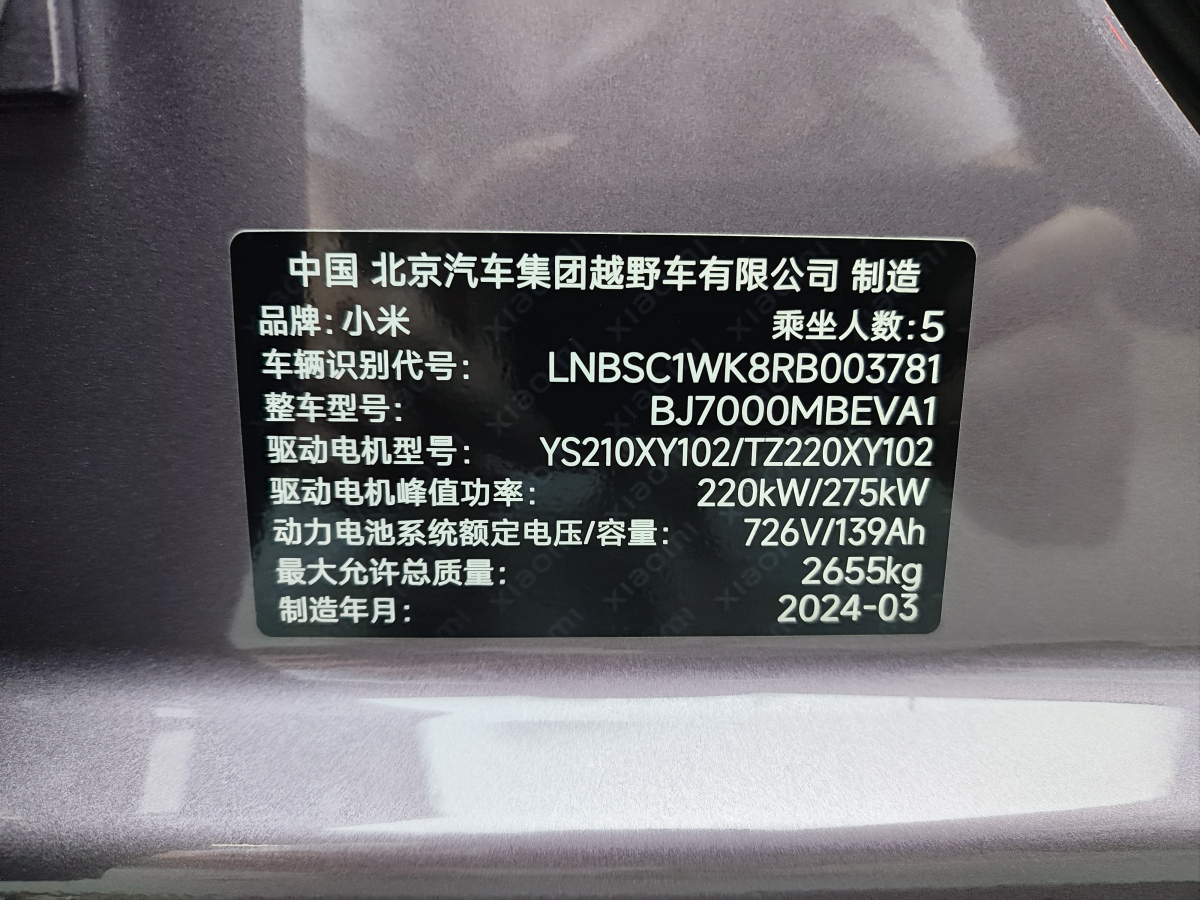 中国 北京汽车集团越野车有限公司 制造
品牌:小米 乘坐人数:5
车辆识别代号: LNBSC1WK8RB003781
整车型号: BJ7000MBEVA1
驱动电机型号: YS210XY102/TZ220XY102
驱动电机峰值功率: 220kW/275kW
动力电池系统额定电压/容量: 726V/139Ah
最大允许总质量: 2655kg
制造年月: 2024-03